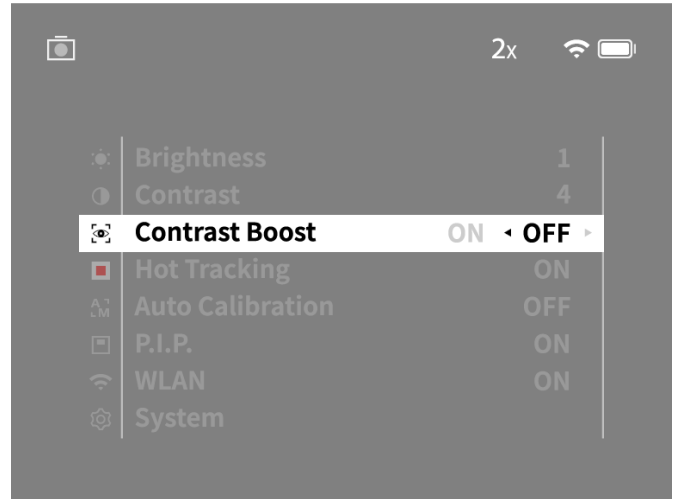 2x
Brightness 1
Contrast 4
Contrast Boost ON OFF
Hot Tracking ON
A M Auto Calibration OFF
P.I.P. ON
WLAN ON
System